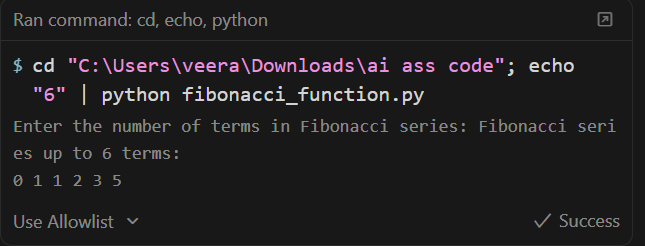 Ran command: cd, echo, python
$ cd "C:\Users\veera\Downloads\ai ass code"; echo
"6" | python fibonacci_function.py
Enter the number of terms in Fibonacci series: Fibonacci seri
es up to 6 terms:
0 1 1 2 3 5
Use Allowlist
Success